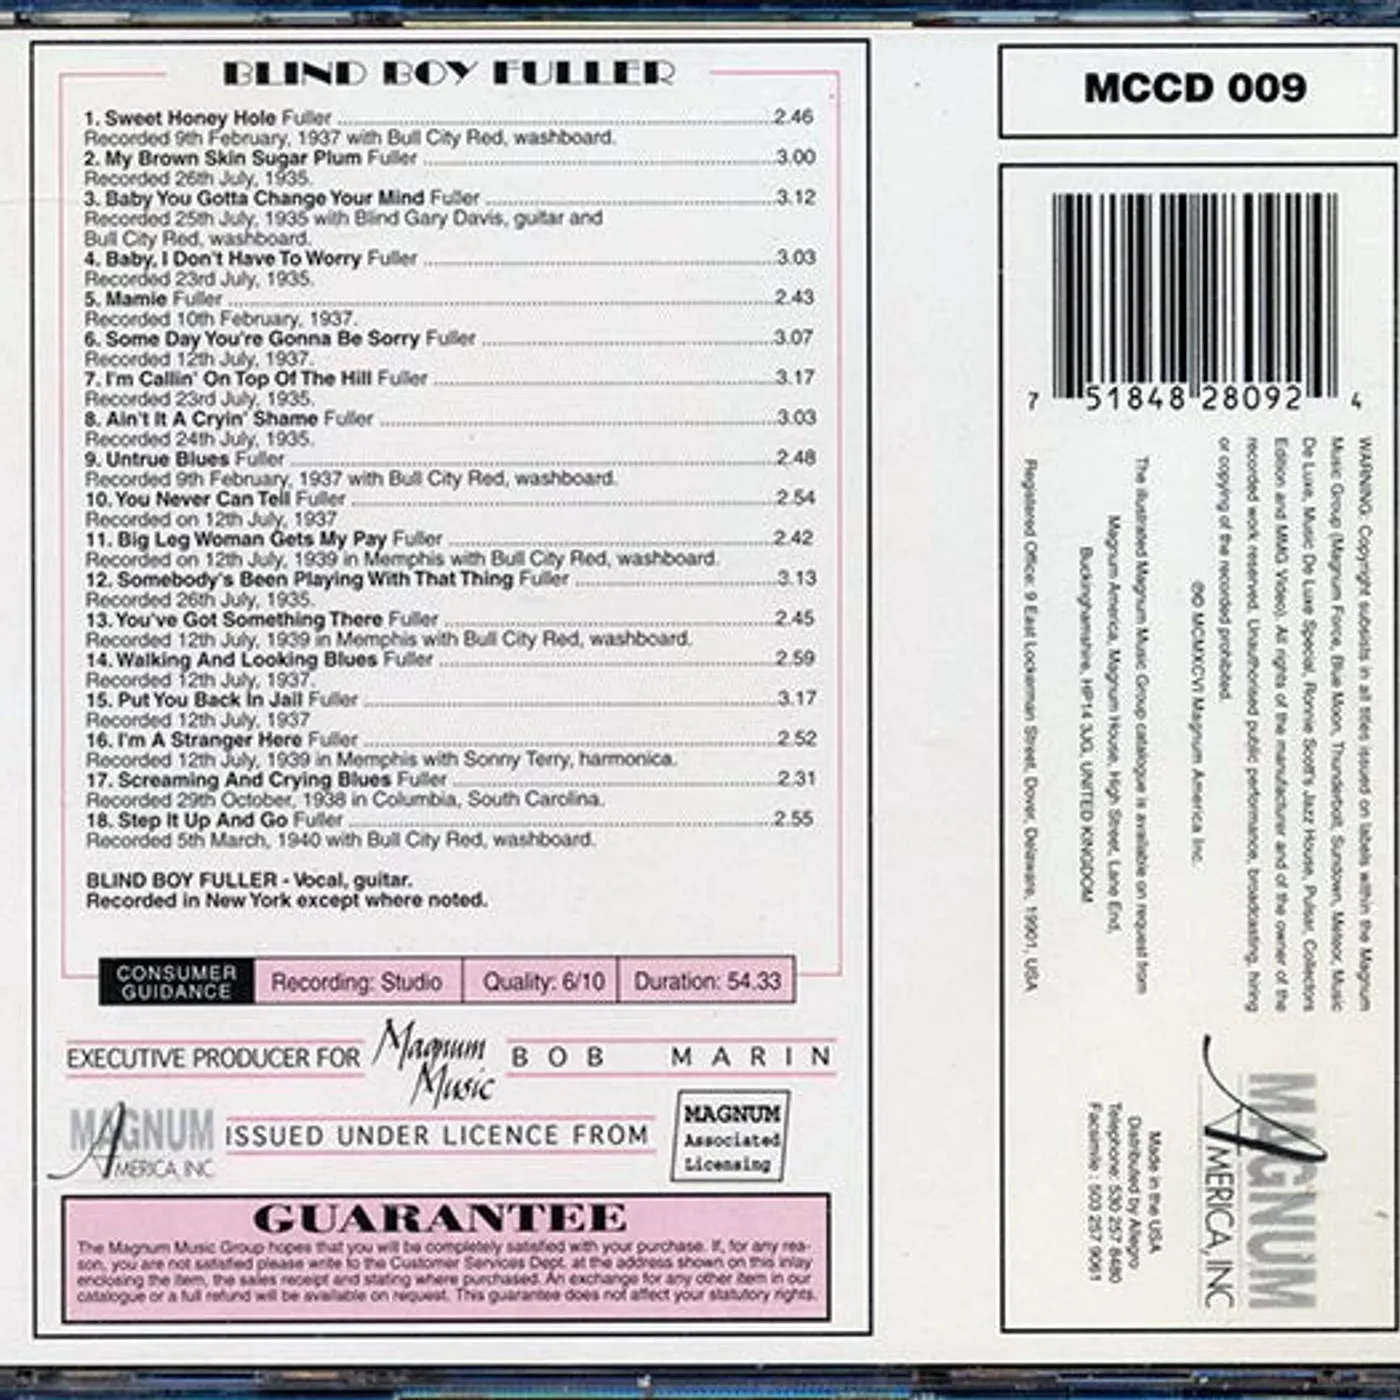 BLIND BOY FULLER
1. Sweet Honey Hole Fuller 2.46
Recorded 9th February, 1937 with Bull City Red, washboard.
2. My Brown Skin Sugar Plum Fuller 3.00
Recorded 26th July, 1935.
3. Baby You Gotta Change Your Mind Fuller 3.12
Recorded 25th July, 1935 with Blind Gary Davis, guitar and
Bull City Red, washboard.
4. Baby, I Don't Have To Worry Fuller 3.03
Recorded 23rd July, 1935.
5. Mamie Fuller 2.43
Recorded 10th February, 1937.
6. Some Day You're Gonna Be Sorry Fuller 3.07
Recorded 12th July, 1937.
7. I'm Callin' On Top Of The Hill Fuller 3.17
Recorded 23rd July, 1935.
8. Ain't It A Cryin' Shame Fuller 3.03
Recorded 24th July, 1935.
9. Untrue Blues Fuller 2.48
Recorded 9th February, 1937 with Bull City Red, washboard.
10. You Never Can Tell Fuller 2.54
Recorded on 12th July, 1937
11. Big Leg Woman Gets My Pay Fuller 2.42
Recorded on 12th July, 1939 in Memphis with Bull City Red, washboard.
12. Somebody's Been Playing With That Thing Fuller 3.13
Recorded 26th July, 1935.
13. You've Got Something There Fuller 2.45
Recorded 12th July, 1939 in Memphis with Bull City Red, washboard.
14. Walking And Looking Blues Fuller 2.59
Recorded 12th July, 1937.
15. Put You Back In Jail Fuller 3.17
Recorded 12th July, 1937
16. I'm A Stranger Here Fuller 2.52
Recorded 12th July, 1939 in Memphis with Sonny Terry, harmonica.
17. Screaming And Crying Blues Fuller 2.31
Recorded 29th October, 1938 in Columbia, South Carolina.
18. Step It Up And Go Fuller 2.55
Recorded 5th March, 1940 with Bull City Red, washboard.
BLIND BOY FULLER - Vocal, guitar.
Recorded in New York except where noted.
CONSUMER GUIDANCE Recording: Studio Quality: 6/10 Duration: 54.33
EXECUTIVE PRODUCER FOR Magnum Music BOB MARIN
MAGNUM AMERICA, INC ISSUED UNDER LICENCE FROM MAGNUM Associated Licensing
GUARANTEE
The Magnum Music Group hopes that you will be completely satisfied with your purchase. If, for any rea-
son, you are not satisfied please write to the Customer Services Dept. at the address shown on this inlay
enclosing the item, the sales receipt and stating where purchased. An exchange for any other item in our
catalogue or a full refund will be available on request. This guarantee does not affect your statutory rights.
MCCD 009
7 51848 28092 4
WARNING: Copyright subsists in all titles issued on labels within the Magnum
Music Group (Magnum Force, Blue Moon, Thunderbolt, Sundown, Meteor, Music
De Luxe, Music De Luxe Special, Ronnie Scott's Jazz House, Pulsar, Collectors
Edition and MMG Video). All rights of the manufacturer and of the owner of the
recorded work reserved. Unauthorised public performance, broadcasting, hiring
or copying of the recorded prohibited.
℗© MCMXCVI Magnum America Inc.
The illustrated Magnum Music Group catalogue is available on request from
Magnum America, Magnum House, High Street, Lane End,
Buckinghamshire, HP14 3JG, UNITED KINGDOM
Registered Office: 9 East Lockerman Street, Dover, Delaware, 19901, USA
MAGNUM
AMERICA, INC
Made in the USA
Distributed by Allegro
Telephone: 530 257 8480
Facsimile : 503 257 9061